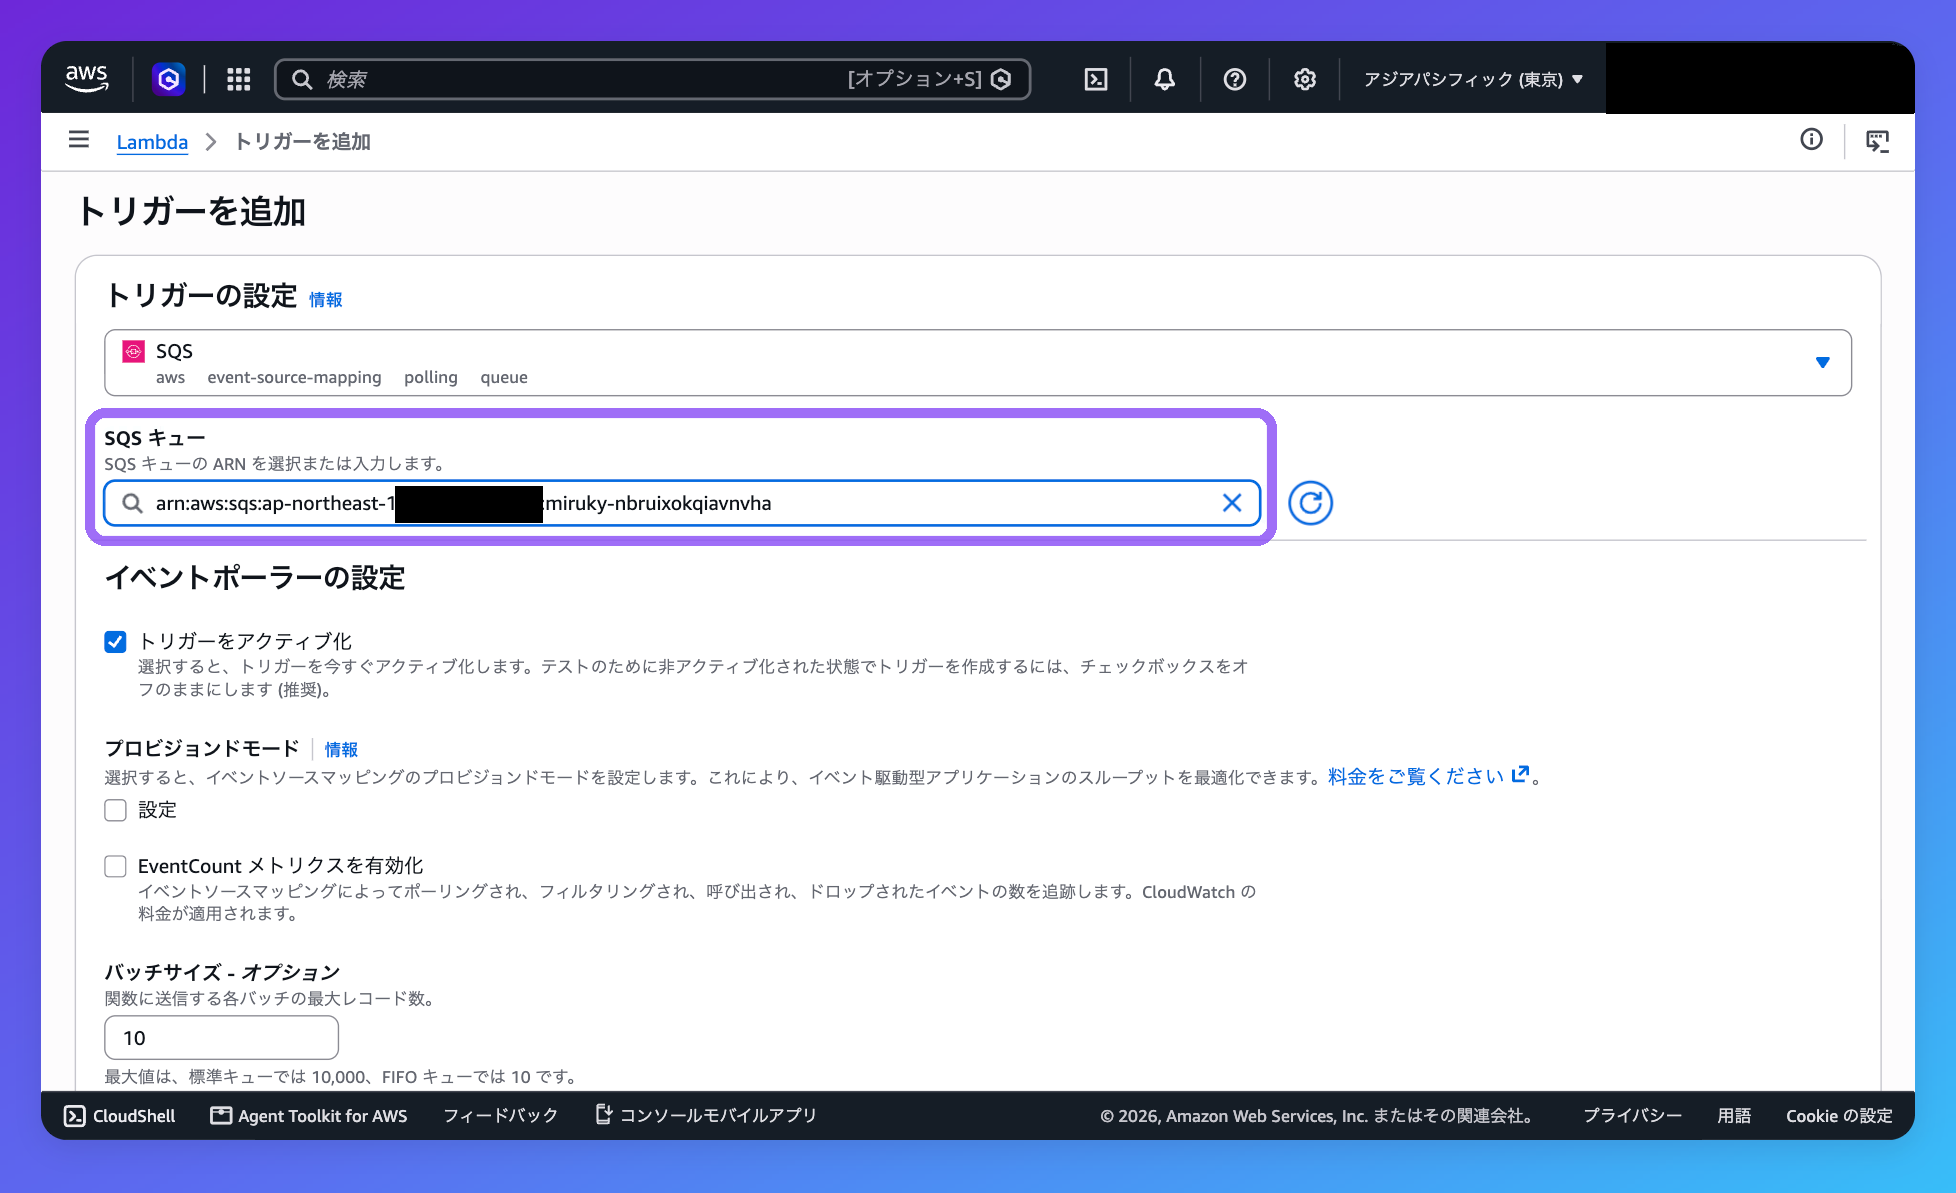 aws
検索 [オプション+S] アジアパシフィック (東京)
Lambda トリガーを追加
トリガーを追加
トリガーの設定 情報
SQS
aws event-source-mapping polling queue
SQS キュー
SQS キューの ARN を選択または入力します。
arn:aws:sqs:ap-northeast-1 :miruky-nbruixokqiavnvha
イベントポーラーの設定
トリガーをアクティブ化
選択すると、トリガーを今すぐアクティブ化します。テストのために非アクティブ化された状態でトリガーを作成するには、チェックボックスをオ
フのままにします (推奨)。
プロビジョンドモード 情報
選択すると、イベントソースマッピングのプロビジョンドモードを設定します。これにより、イベント駆動型アプリケーションのスループットを最適化できます。料金をご覧ください 。
設定
EventCount メトリクスを有効化
イベントソースマッピングによってポーリングされ、フィルタリングされ、呼び出され、ドロップされたイベントの数を追跡します。CloudWatch の
料金が適用されます。
バッチサイズ - オプション
関数に送信する各バッチの最大レコード数。
10
最大値は、標準キューでは 10,000、FIFO キューでは 10 です。
CloudShell Agent Toolkit for AWS フィードバック コンソールモバイルアプリ © 2026, Amazon Web Services, Inc. またはその関連会社。 プライバシー 用語 Cookie の設定